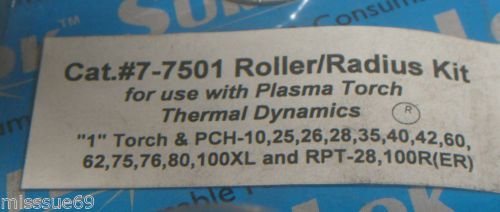 Consumab
Cat.#7-7501 Roller/Radius Kit
for use with Plasma Torch
Thermal Dynamics ®
"1" Torch & PCH-10,25,26,28,35,40,42,60,
62,75,76,80,100XL and RPT-28,100R(ER)
misssue69